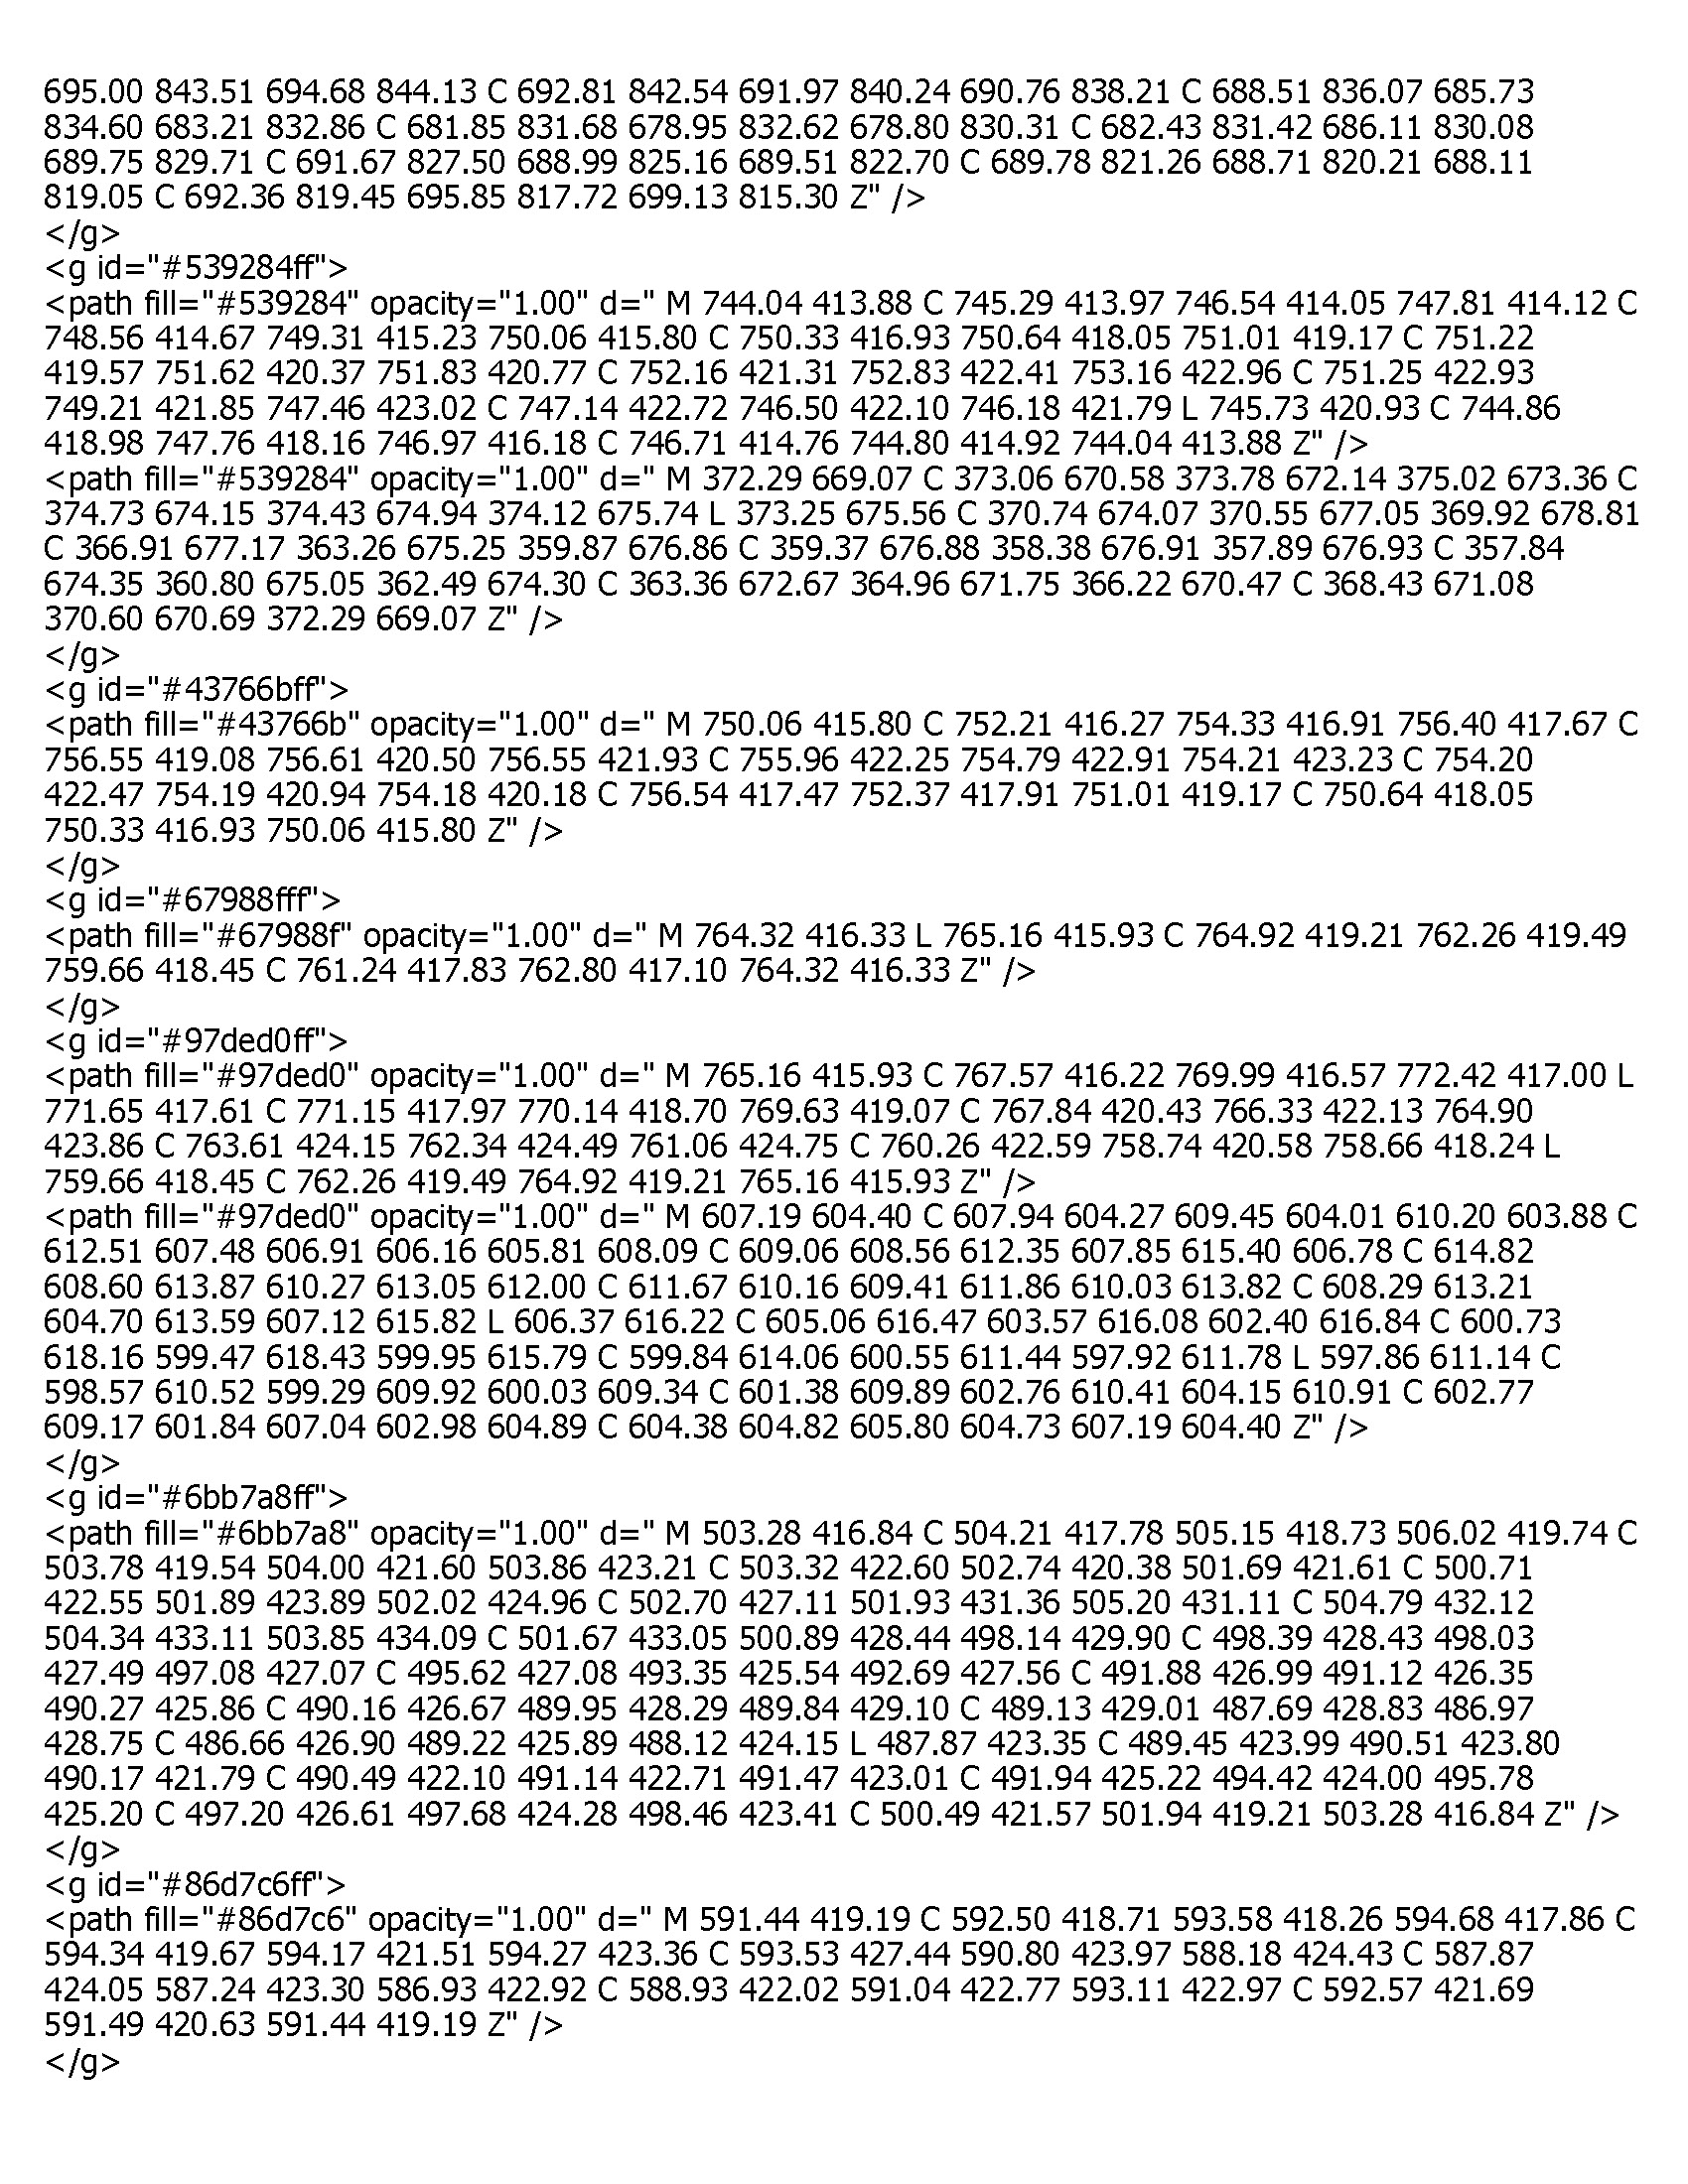 695.00 843.51 694.68 844.13 C 692.81 842.54 691.97 840.24 690.76 838.21 C 688.51 836.07 685.73
834.60 683.21 832.86 C 681.85 831.68 678.95 832.62 678.80 830.31 C 682.43 831.42 686.11 830.08
689.75 829.71 C 691.67 827.50 688.99 825.16 689.51 822.70 C 689.78 821.26 688.71 820.21 688.11
819.05 C 692.36 819.45 695.85 817.72 699.13 815.30 Z" />
</g>
<g id="#539284ff">
<path fill="#539284" opacity="1.00" d=" M 744.04 413.88 C 745.29 413.97 746.54 414.05 747.81 414.12 C
748.56 414.67 749.31 415.23 750.06 415.80 C 750.33 416.93 750.64 418.05 751.01 419.17 C 751.22
419.57 751.62 420.37 751.83 420.77 C 752.16 421.31 752.83 422.41 753.16 422.96 C 751.25 422.93
749.21 421.85 747.46 423.02 C 747.14 422.72 746.50 422.10 746.18 421.79 L 745.73 420.93 C 744.86
418.98 747.76 418.16 746.97 416.18 C 746.71 414.76 744.80 414.92 744.04 413.88 Z" />
<path fill="#539284" opacity="1.00" d=" M 372.29 669.07 C 373.06 670.58 373.78 672.14 375.02 673.36 C
374.73 674.15 374.43 674.94 374.12 675.74 L 373.25 675.56 C 370.74 674.07 370.55 677.05 369.92 678.81
C 366.91 677.17 363.26 675.25 359.87 676.86 C 359.37 676.88 358.38 676.91 357.89 676.93 C 357.84
674.35 360.80 675.05 362.49 674.30 C 363.36 672.67 364.96 671.75 366.22 670.47 C 368.43 671.08
370.60 670.69 372.29 669.07 Z" />
</g>
<g id="#43766bff">
<path fill="#43766b" opacity="1.00" d=" M 750.06 415.80 C 752.21 416.27 754.33 416.91 756.40 417.67 C
756.55 419.08 756.61 420.50 756.55 421.93 C 755.96 422.25 754.79 422.91 754.21 423.23 C 754.20
422.47 754.19 420.94 754.18 420.18 C 756.54 417.47 752.37 417.91 751.01 419.17 C 750.64 418.05
750.33 416.93 750.06 415.80 Z" />
</g>
<g id="#67988fff">
<path fill="#67988f" opacity="1.00" d=" M 764.32 416.33 L 765.16 415.93 C 764.92 419.21 762.26 419.49
759.66 418.45 C 761.24 417.83 762.80 417.10 764.32 416.33 Z" />
</g>
<g id="#97ded0ff">
<path fill="#97ded0" opacity="1.00" d=" M 765.16 415.93 C 767.57 416.22 769.99 416.57 772.42 417.00 L
771.65 417.61 C 771.15 417.97 770.14 418.70 769.63 419.07 C 767.84 420.43 766.33 422.13 764.90
423.86 C 763.61 424.15 762.34 424.49 761.06 424.75 C 760.26 422.59 758.74 420.58 758.66 418.24 L
759.66 418.45 C 762.26 419.49 764.92 419.21 765.16 415.93 Z" />
<path fill="#97ded0" opacity="1.00" d=" M 607.19 604.40 C 607.94 604.27 609.45 604.01 610.20 603.88 C
612.51 607.48 606.91 606.16 605.81 608.09 C 609.06 608.56 612.35 607.85 615.40 606.78 C 614.82
608.60 613.87 610.27 613.05 612.00 C 611.67 610.16 609.41 611.86 610.03 613.82 C 608.29 613.21
604.70 613.59 607.12 615.82 L 606.37 616.22 C 605.06 616.47 603.57 616.08 602.40 616.84 C 600.73
618.16 599.47 618.43 599.95 615.79 C 599.84 614.06 600.55 611.44 597.92 611.78 L 597.86 611.14 C
598.57 610.52 599.29 609.92 600.03 609.34 C 601.38 609.89 602.76 610.41 604.15 610.91 C 602.77
609.17 601.84 607.04 602.98 604.89 C 604.38 604.82 605.80 604.73 607.19 604.40 Z" />
</g>
<g id="#6bb7a8ff">
<path fill="#6bb7a8" opacity="1.00" d=" M 503.28 416.84 C 504.21 417.78 505.15 418.73 506.02 419.74 C
503.78 419.54 504.00 421.60 503.86 423.21 C 503.32 422.60 502.74 420.38 501.69 421.61 C 500.71
422.55 501.89 423.89 502.02 424.96 C 502.70 427.11 501.93 431.36 505.20 431.11 C 504.79 432.12
504.34 433.11 503.85 434.09 C 501.67 433.05 500.89 428.44 498.14 429.90 C 498.39 428.43 498.03
427.49 497.08 427.07 C 495.62 427.08 493.35 425.54 492.69 427.56 C 491.88 426.99 491.12 426.35
490.27 425.86 C 490.16 426.67 489.95 428.29 489.84 429.10 C 489.13 429.01 487.69 428.83 486.97
428.75 C 486.66 426.90 489.22 425.89 488.12 424.15 L 487.87 423.35 C 489.45 423.99 490.51 423.80
490.17 421.79 C 490.49 422.10 491.14 422.71 491.47 423.01 C 491.94 425.22 494.42 424.00 495.78
425.20 C 497.20 426.61 497.68 424.28 498.46 423.41 C 500.49 421.57 501.94 419.21 503.28 416.84 Z" />
</g>
<g id="#86d7c6ff">
<path fill="#86d7c6" opacity="1.00" d=" M 591.44 419.19 C 592.50 418.71 593.58 418.26 594.68 417.86 C
594.34 419.67 594.17 421.51 594.27 423.36 C 593.53 427.44 590.80 423.97 588.18 424.43 C 587.87
424.05 587.24 423.30 586.93 422.92 C 588.93 422.02 591.04 422.77 593.11 422.97 C 592.57 421.69
591.49 420.63 591.44 419.19 Z" />
</g>